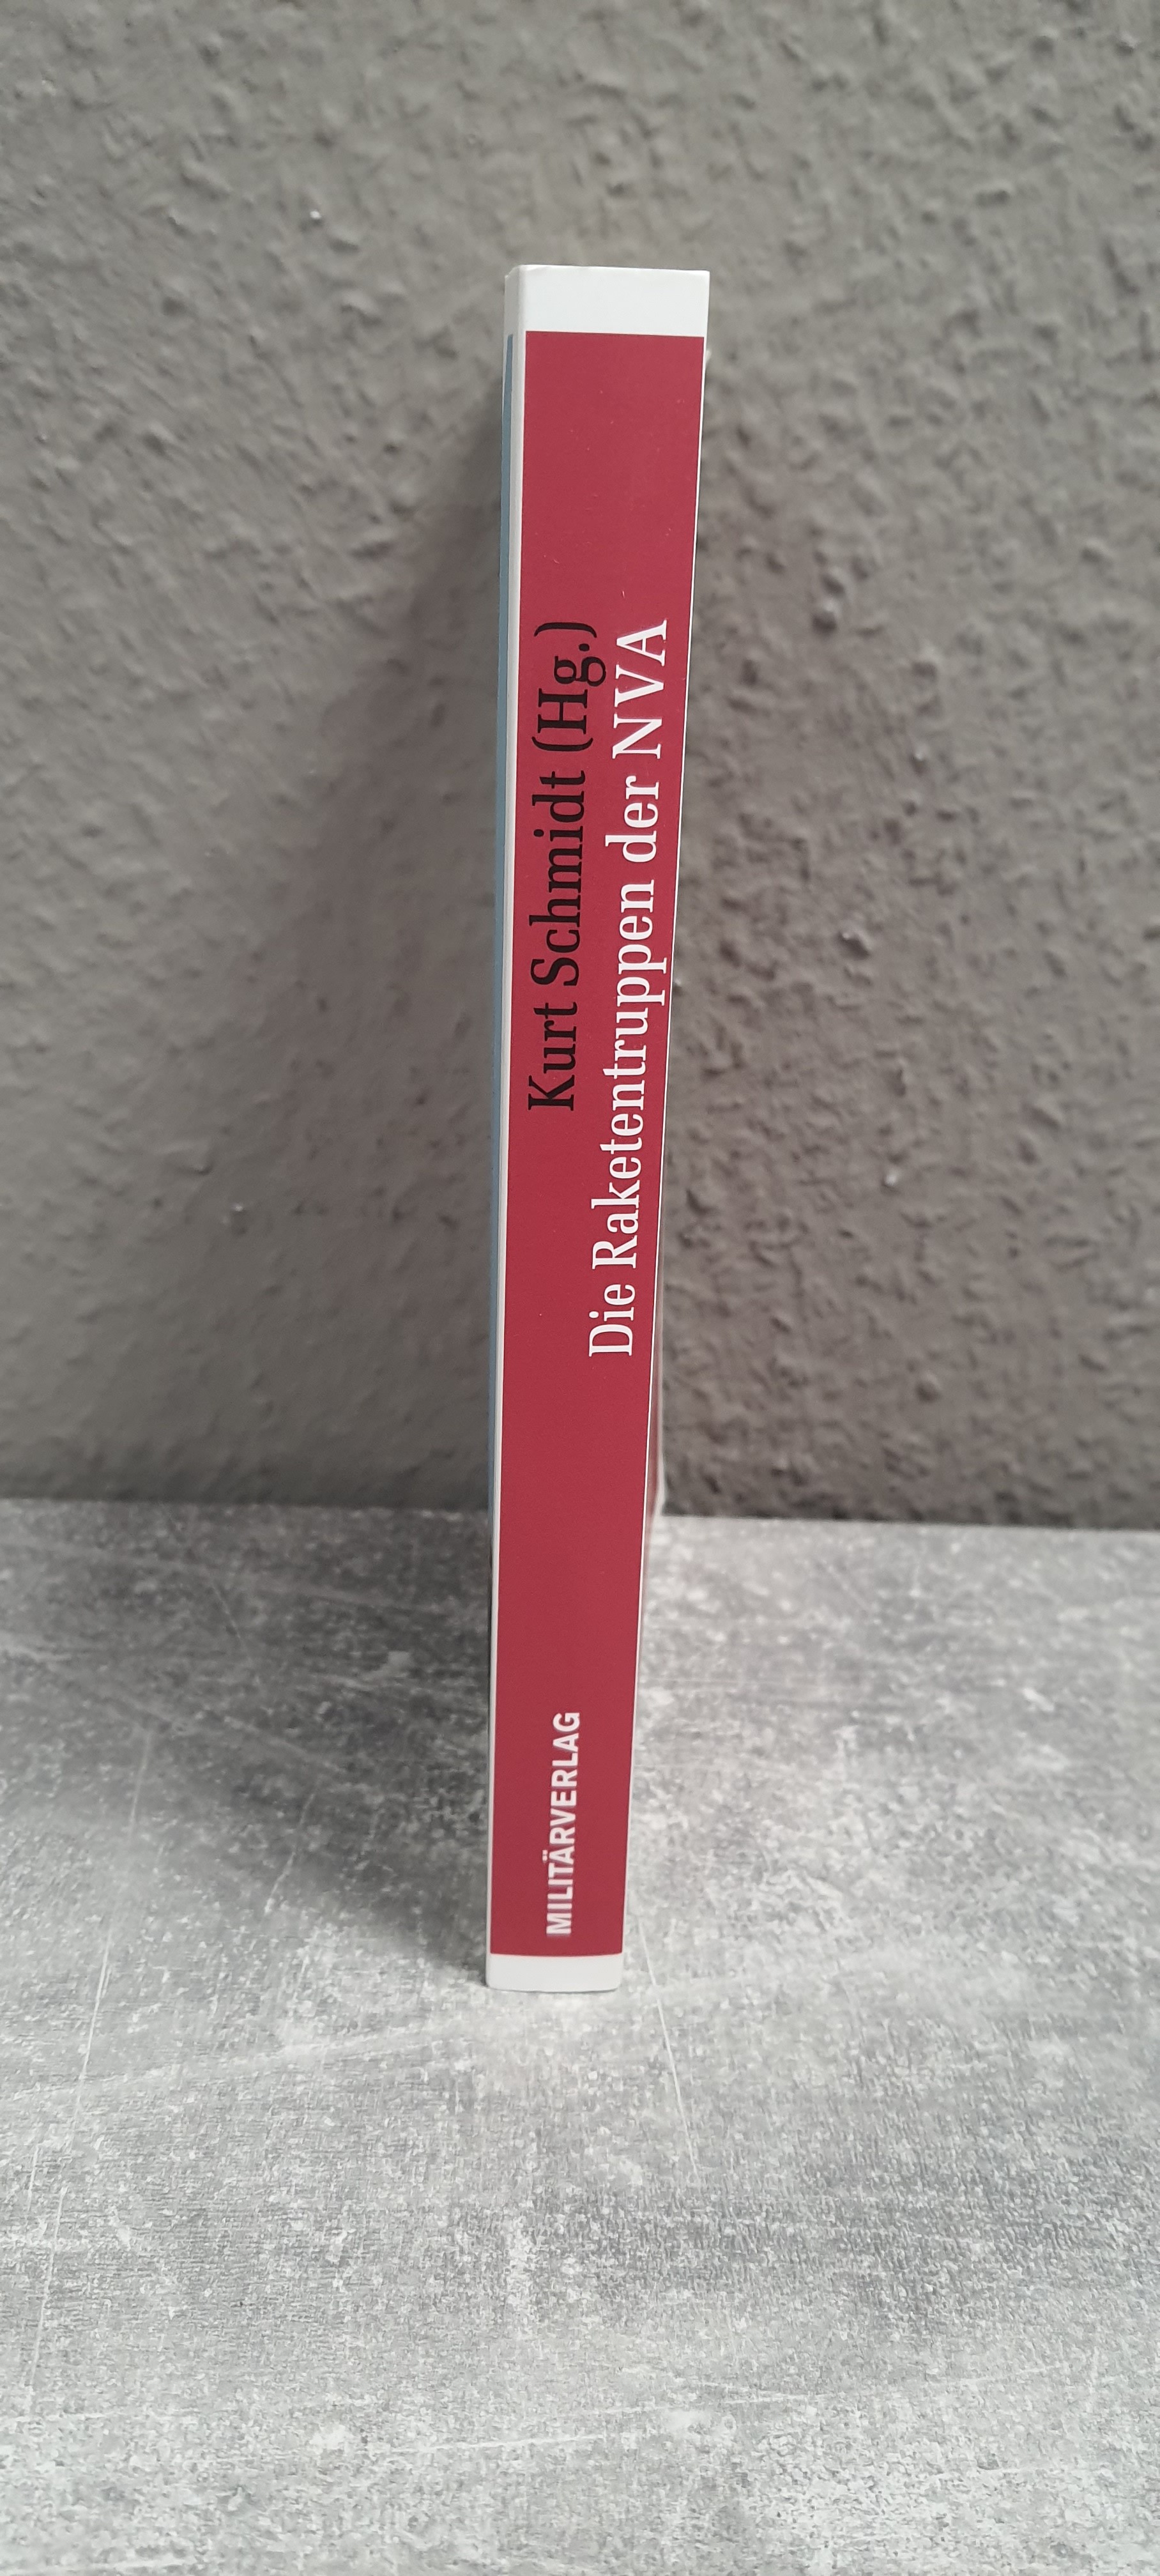 Kurt Schmidt (Hg.)
Die Raketentruppen der NVA
MILITÄRVERLAG